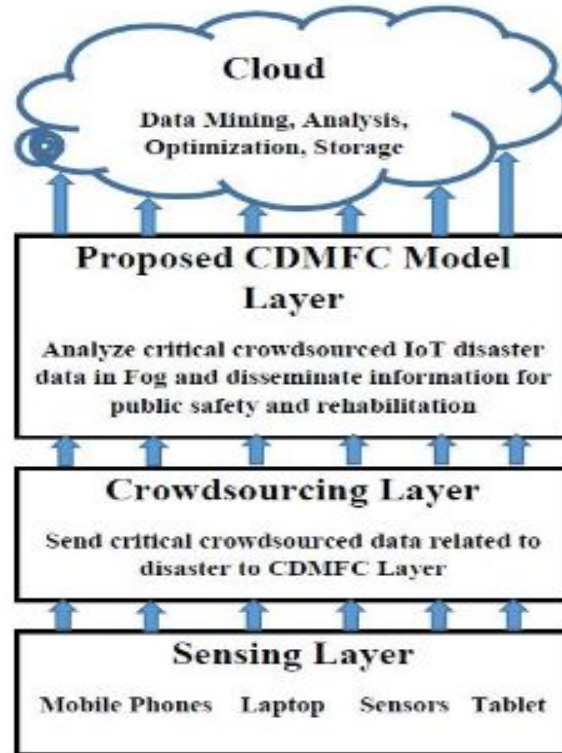 Cloud
Data Mining, Analysis,
Optimization, Storage
Proposed CDMFC Model
Layer
Analyze critical crowdsourced IoT disaster
data in Fog and disseminate information for
public safety and rehabilitation
Crowdsourcing Layer
Send critical crowdsourced data related to
disaster to CDMFC Layer
Sensing Layer
Mobile Phones Laptop Sensors Tablet